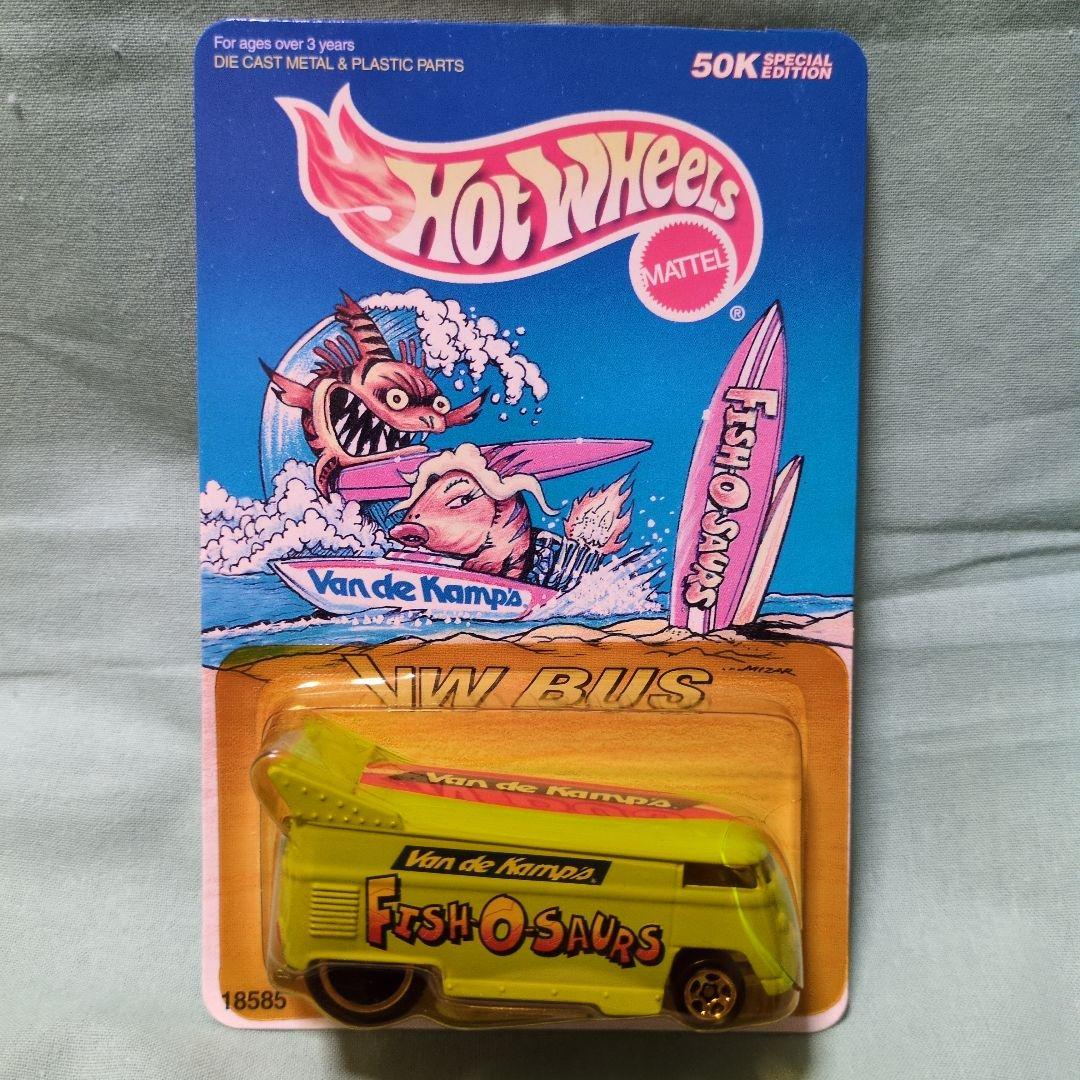 For ages over 3 years
DIE CAST METAL & PLASTIC PARTS
50K SPECIAL
EDITION
Hot Wheels
MATTEL
®
FISH-O-SAURS
Van de Kamp's
MIZAR
VW BUS
Van de Kamp's.
Van de Kamp's.
FISH-O-SAURS
18585